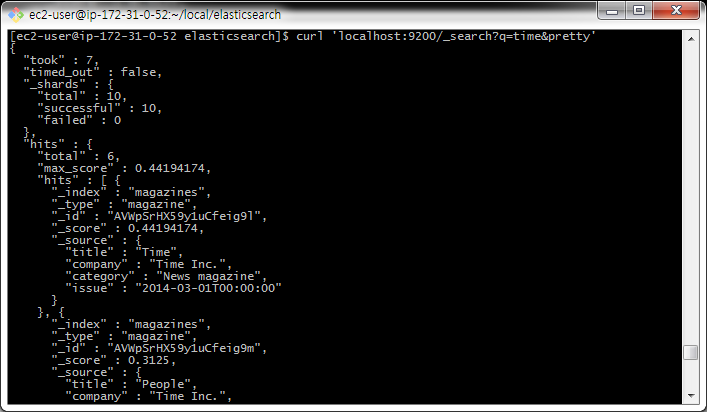 ec2-user@ip-172-31-0-52:~/local/elasticsearch
[ec2-user@ip-172-31-0-52 elasticsearch]$ curl 'localhost:9200/_search?q=time&pretty'
{
  "took" : 7,
  "timed_out" : false,
  "_shards" : {
    "total" : 10,
    "successful" : 10,
    "failed" : 0
  },
  "hits" : {
    "total" : 6,
    "max_score" : 0.44194174,
    "hits" : [ {
      "_index" : "magazines",
      "_type" : "magazine",
      "_id" : "AVWpSrHX59y1uCfeig9l",
      "_score" : 0.44194174,
      "_source" : {
        "title" : "Time",
        "company" : "Time Inc.",
        "category" : "News magazine",
        "issue" : "2014-03-01T00:00:00"
      }
    }, {
      "_index" : "magazines",
      "_type" : "magazine",
      "_id" : "AVWpSrHX59y1uCfeig9m",
      "_score" : 0.3125,
      "_source" : {
        "title" : "People",
        "company" : "Time Inc.",